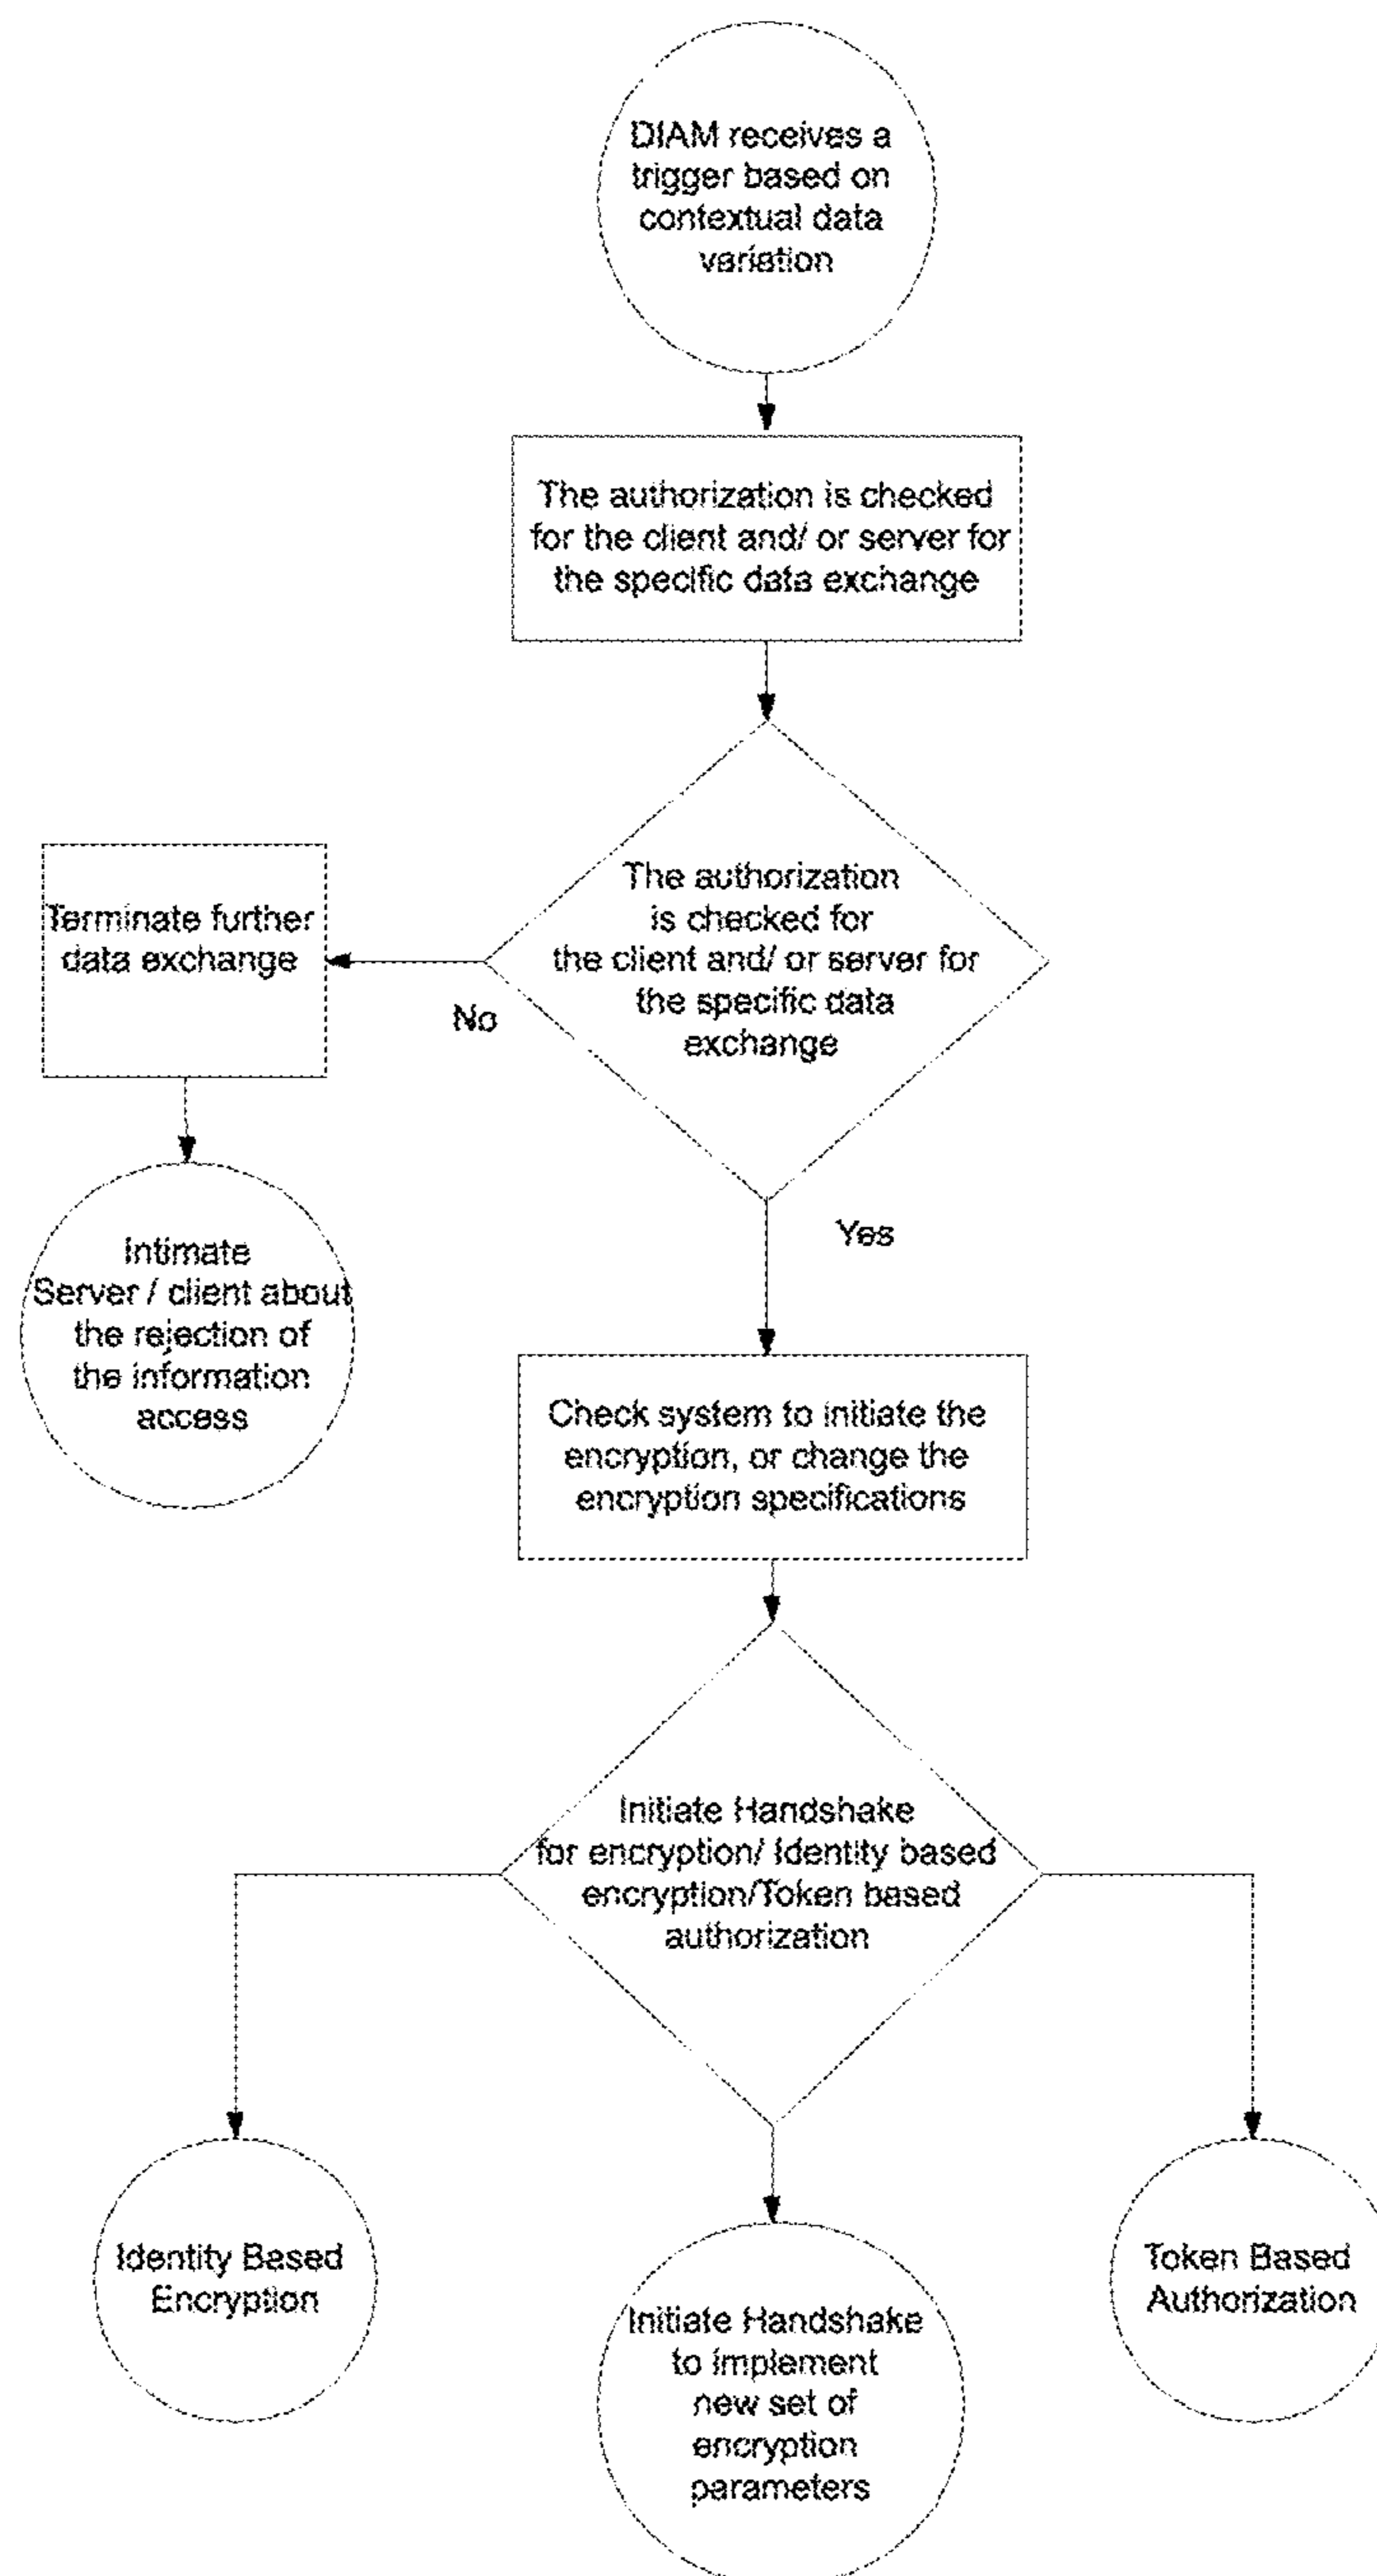 DIAM receives a
trigger based on
contextual data
variation
The authorization is checked
for the client and/ or server for
the specific data exchange
The authorization
is checked for
the client and/ or server for
the specific data
exchange
Terminate further
data exchange
No
Yes
Intimate
Server / client about
the rejection of
the information
access
Check system to initiate the
encryption, or change the
encryption specifications
Initiate Handshake
for encryption/ Identity based
encryption/Token based
authorization
Identity Based
Encryption
Initiate Handshake
to implement
new set of
encryption
parameters
Token Based
Authorization